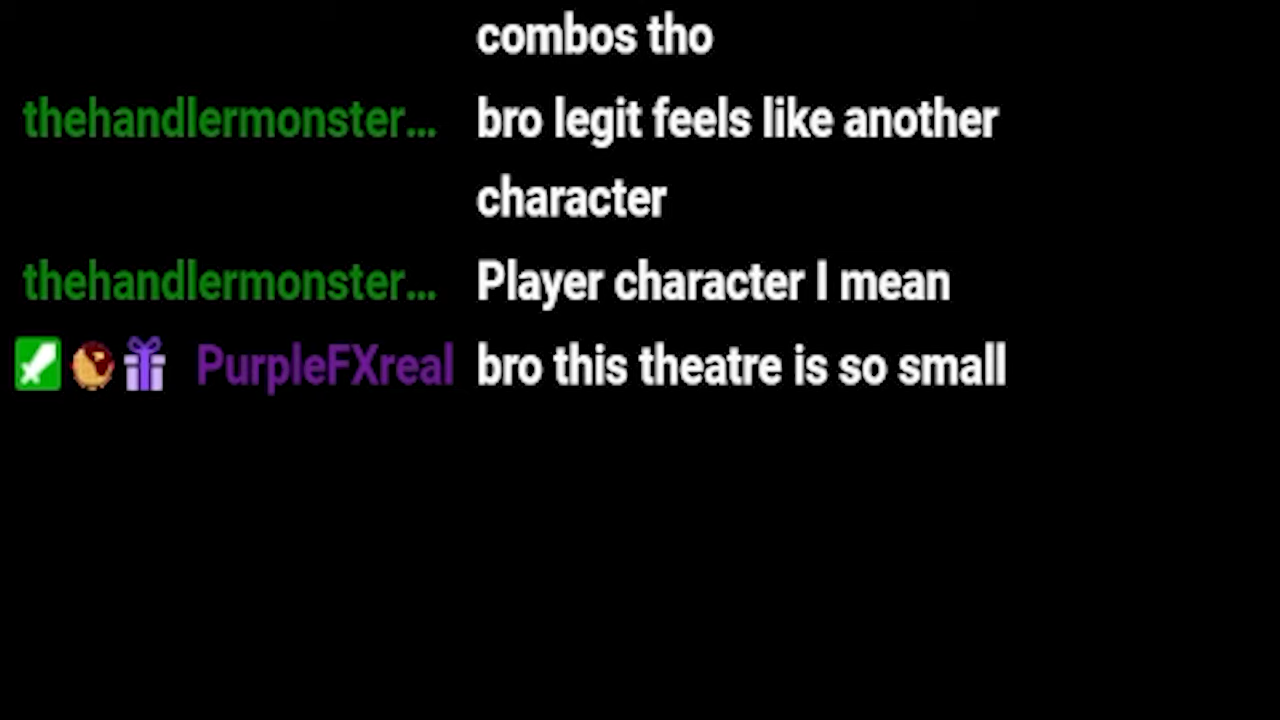 combos tho
thehandlermonster... bro legit feels like another
character
thehandlermonster... Player character I mean
PurpleFXreal bro this theatre is so small